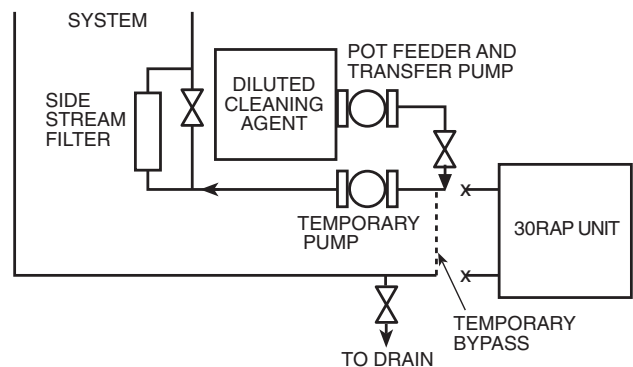 SYSTEM
POT FEEDER AND
TRANSFER PUMP
DILUTED
CLEANING
AGENT
SIDE
STREAM
FILTER
TEMPORARY
PUMP
x
30RAP UNIT
x
TEMPORARY
BYPASS
TO DRAIN